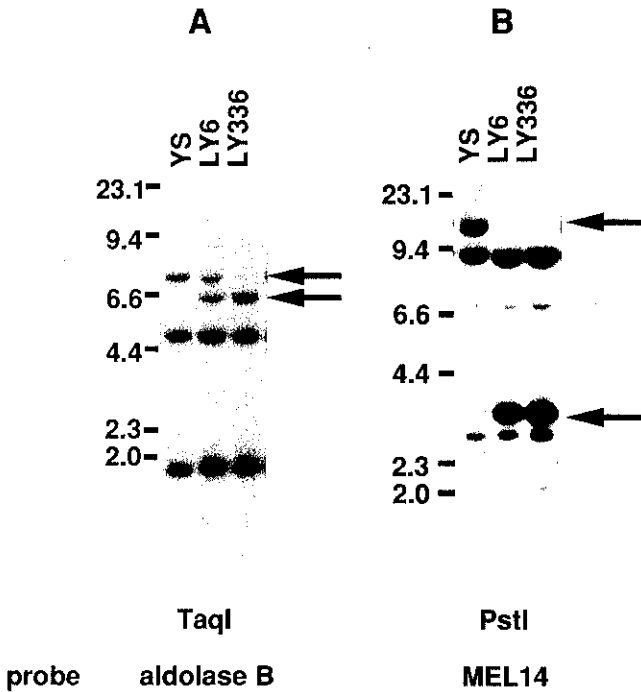 A B
YS LY6 LY336 YS LY6 LY336
23.1 23.1
9.4 9.4
6.6 6.6
4.4 4.4
2.3 2.3
2.0 2.0
TaqI PstI
probe aldolase B MEL14